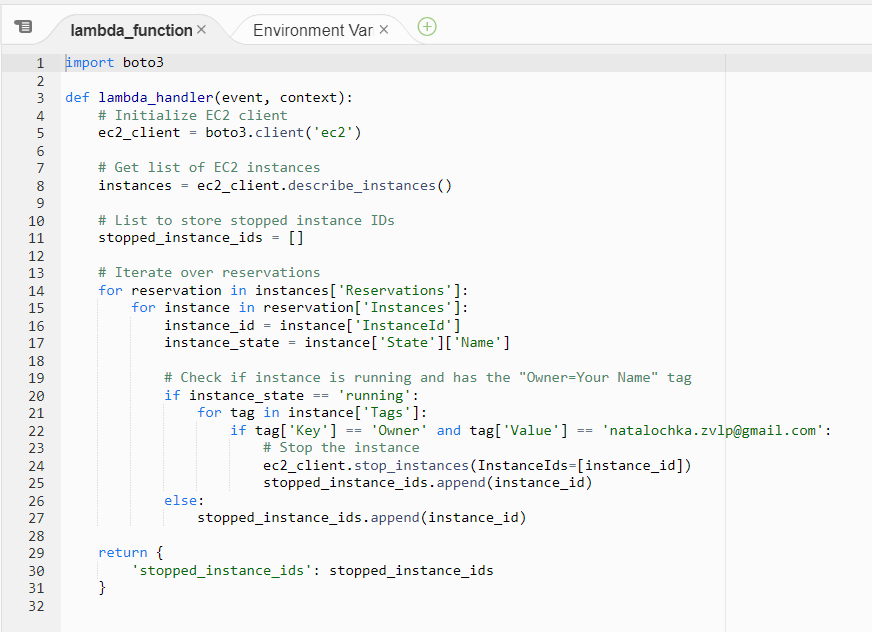 lambda_function × Environment Var ×
1 import boto3
2
3 def lambda_handler(event, context):
4 # Initialize EC2 client
5 ec2_client = boto3.client('ec2')
6
7 # Get list of EC2 instances
8 instances = ec2_client.describe_instances()
9
10 # List to store stopped instance IDs
11 stopped_instance_ids = []
12
13 # Iterate over reservations
14 for reservation in instances['Reservations']:
15 for instance in reservation['Instances']:
16 instance_id = instance['InstanceId']
17 instance_state = instance['State']['Name']
18
19 # Check if instance is running and has the "Owner=Your Name" tag
20 if instance_state == 'running':
21 for tag in instance['Tags']:
22 if tag['Key'] == 'Owner' and tag['Value'] == 'natalochka.zvlp@gmail.com':
23 # Stop the instance
24 ec2_client.stop_instances(InstanceIds=[instance_id])
25 stopped_instance_ids.append(instance_id)
26 else:
27 stopped_instance_ids.append(instance_id)
28
29 return {
30 'stopped_instance_ids': stopped_instance_ids
31 }
32